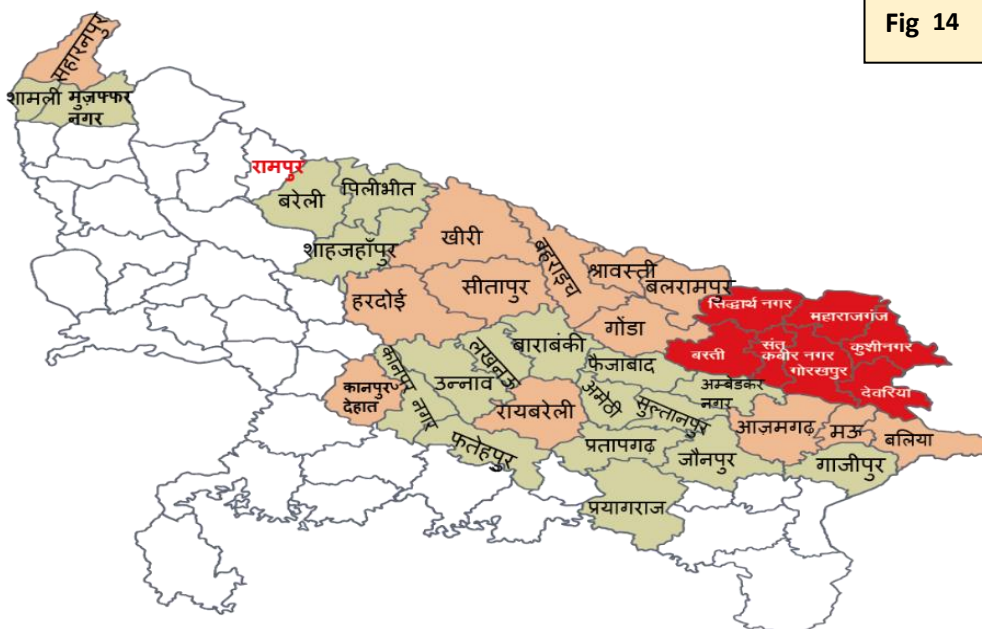 Fig 14
सहारनपुर
शामली
मुज़फ्फर
नगर
रामपुर
बरेली
पिलीभीत
शाहजहाँपुर
खीरी
बहराइच
श्रावस्ती
बलरामपुर
हरदोई
सीतापुर
गोंडा
सिद्धार्थ नगर
महाराजगंज
बस्ती
संत
कबीर नगर
गोरखपुर
कुशीनगर
देवरिया
कानपुर
देहात
कानपुर नगर
उन्नाव
लखनऊ
बाराबंकी
फैजाबाद
अम्बेडकर
नगर
रायबरेली
अमेठी
सुल्तानपुर
आज़मगढ़
मऊ
बलिया
फतेहपुर
प्रतापगढ़
जौनपुर
गाजीपुर
प्रयागराज